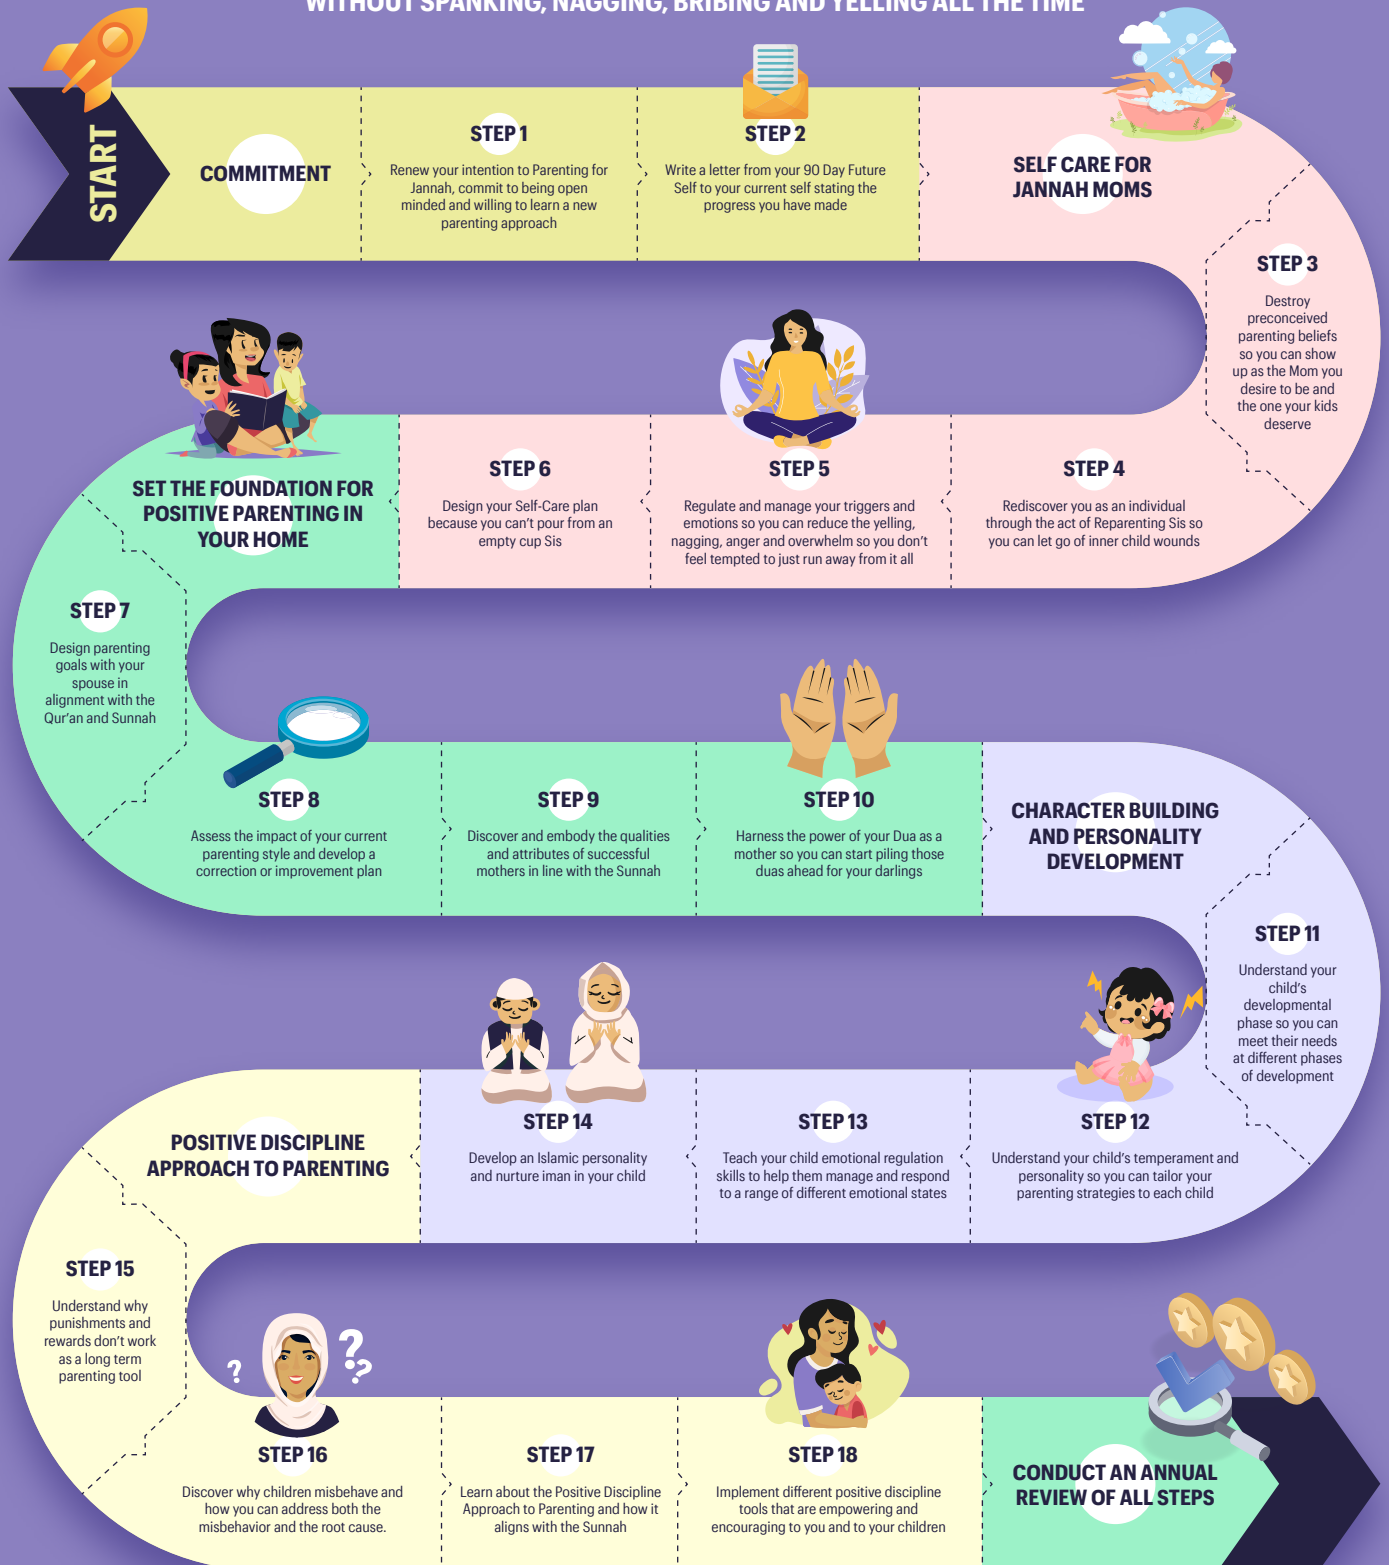 WITHOUT SPANKING, NAGGING, BRIBING AND YELLING ALL THE TIME
START
COMMITMENT
STEP 1
Renew your intention to Parenting for
Jannah, commit to being open
minded and willing to learn a new
parenting approach
STEP 2
Write a letter from your 90 Day Future
Self to your current self stating the
progress you have made
SELF CARE FOR
JANNAH MOMS
STEP 3
Destroy
preconceived
parenting beliefs
so you can show
up as the Mom you
desire to be and
the one your kids
deserve
STEP 4
Rediscover you as an individual
through the act of Reparenting Sis so
you can let go of inner child wounds
STEP 5
Regulate and manage your triggers and
emotions so you can reduce the yelling,
nagging, anger and overwhelm so you don't
feel tempted to just run away from it all
STEP 6
Design your Self-Care plan
because you can't pour from an
empty cup Sis
SET THE FOUNDATION FOR
POSITIVE PARENTING IN
YOUR HOME
STEP 7
Design parenting
goals with your
spouse in
alignment with the
Qur'an and Sunnah
STEP 8
Assess the impact of your current
parenting style and develop a
correction or improvement plan
STEP 9
Discover and embody the qualities
and attributes of successful
mothers in line with the Sunnah
STEP 10
Harness the power of your Dua as a
mother so you can start piling those
duas ahead for your darlings
CHARACTER BUILDING
AND PERSONALITY
DEVELOPMENT
STEP 11
Understand your
child's
developmental
phase so you can
meet their needs
at different phases
of development
STEP 12
Understand your child's temperament and
personality so you can tailor your
parenting strategies to each child
STEP 13
Teach your child emotional regulation
skills to help them manage and respond
to a range of different emotional states
STEP 14
Develop an Islamic personality
and nurture iman in your child
POSITIVE DISCIPLINE
APPROACH TO PARENTING
STEP 15
Understand why
punishments and
rewards don't work
as a long term
parenting tool
? ? ?
STEP 16
Discover why children misbehave and
how you can address both the
misbehavior and the root cause.
STEP 17
Learn about the Positive Discipline
Approach to Parenting and how it
aligns with the Sunnah
STEP 18
Implement different positive discipline
tools that are empowering and
encouraging to you and to your children
CONDUCT AN ANNUAL
REVIEW OF ALL STEPS